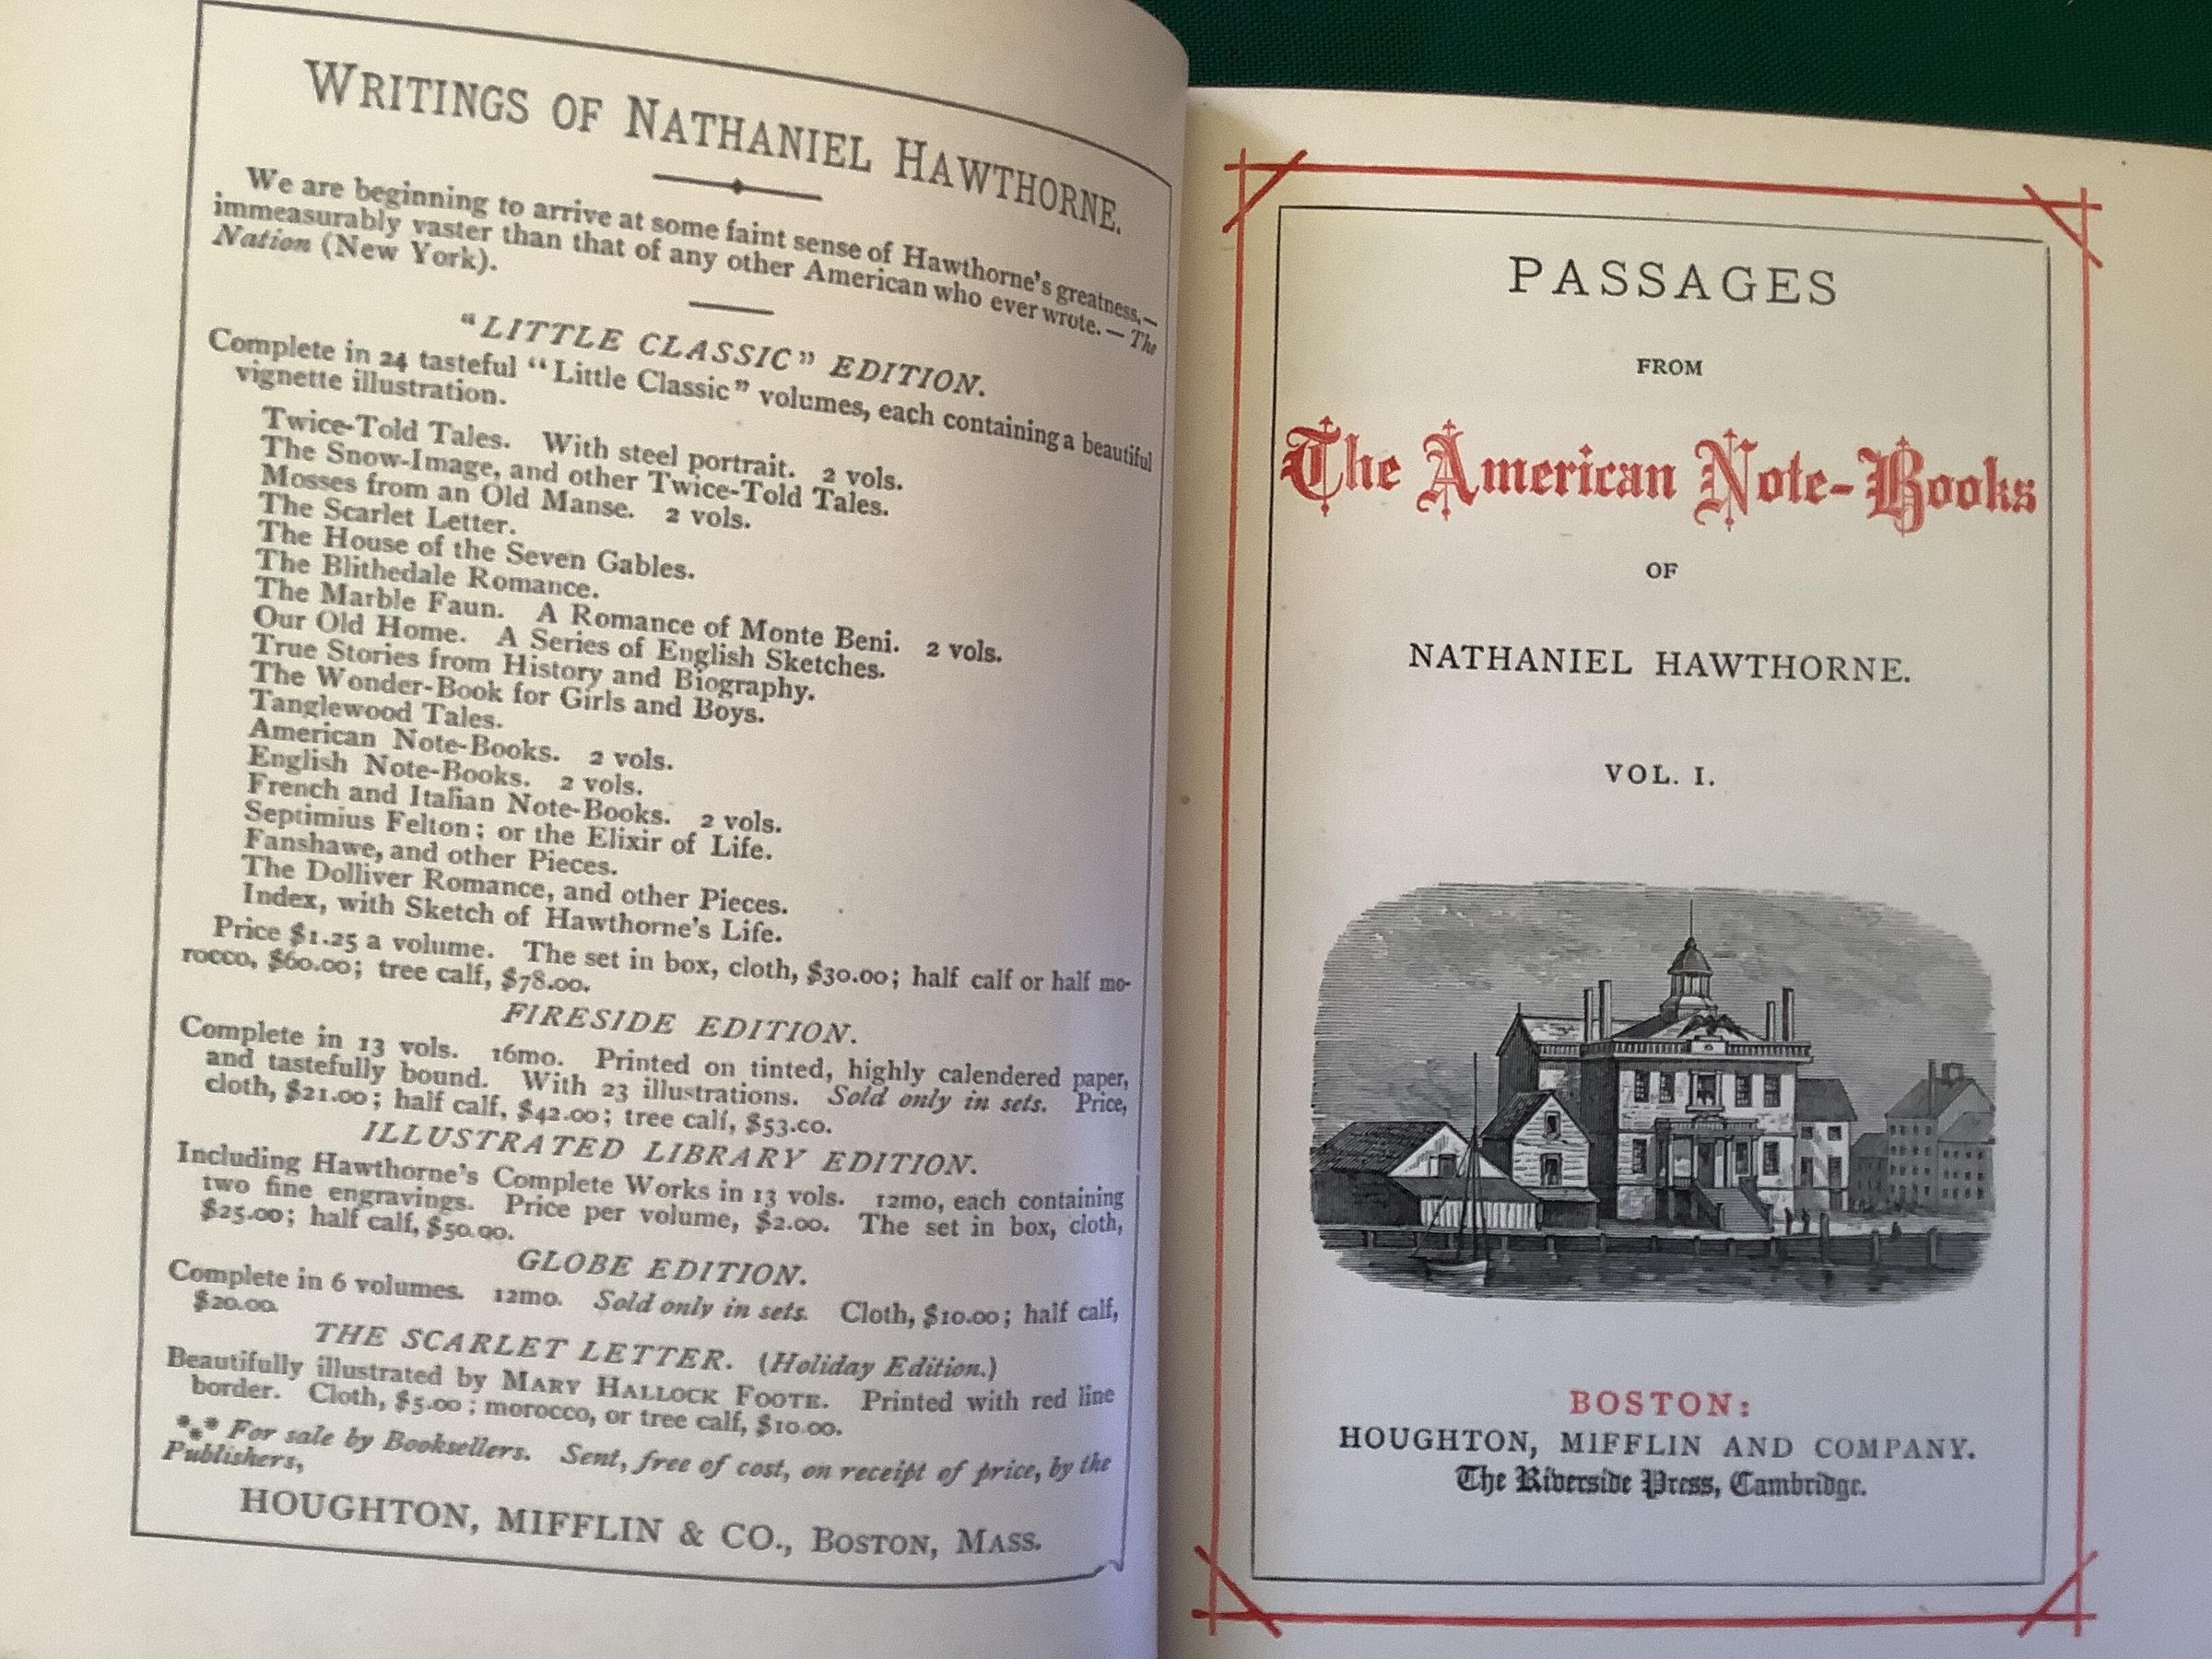 WRITINGS OF NATHANIEL HAWTHORNE.
We are beginning to arrive at some faint sense of Hawthorne's greatness,—
immeasurably vaster than that of any other American who ever wrote. — The
Nation (New York).
"LITTLE CLASSIC" EDITION.
Complete in 24 tasteful "Little Classic" volumes, each containing a beautiful
vignette illustration.
Twice-Told Tales. With steel portrait. 2 vols.
The Snow-Image, and other Twice-Told Tales.
Mosses from an Old Manse. 2 vols.
The Scarlet Letter.
The House of the Seven Gables.
The Blithedale Romance.
The Marble Faun. A Romance of Monte Beni. 2 vols.
Our Old Home. A Series of English Sketches.
True Stories from History and Biography.
The Wonder-Book for Girls and Boys.
Tanglewood Tales.
American Note-Books. 2 vols.
English Note-Books. 2 vols.
French and Italian Note-Books. 2 vols.
Septimius Felton; or the Elixir of Life.
Fanshawe, and other Pieces.
The Dolliver Romance, and other Pieces.
Index, with Sketch of Hawthorne's Life.
Price $1.25 a volume. The set in box, cloth, $30.00; half calf or half mo-
rocco, $60.00; tree calf, $78.00.
FIRESIDE EDITION.
Complete in 13 vols. 16mo. Printed on tinted, highly calendered paper,
and tastefully bound. With 23 illustrations. Sold only in sets. Price,
cloth, $21.00; half calf, $42.00; tree calf, $53.00.
ILLUSTRATED LIBRARY EDITION.
Including Hawthorne's Complete Works in 13 vols. 12mo, each containing
two fine engravings. Price per volume, $2.00. The set in box, cloth,
$25.00; half calf, $50.00.
GLOBE EDITION.
Complete in 6 volumes. 12mo. Sold only in sets. Cloth, $10.00; half calf,
$20.00.
THE SCARLET LETTER. (Holiday Edition.)
Beautifully illustrated by MARY HALLOCK FOOTE. Printed with red line
border. Cloth, $5.00; morocco, or tree calf, $10.00.
*** For sale by Booksellers. Sent, free of cost, on receipt of price, by the
Publishers,
HOUGHTON, MIFFLIN & CO., BOSTON, MASS.
PASSAGES
FROM
The American Note-Books
OF
NATHANIEL HAWTHORNE.
VOL. I.
BOSTON:
HOUGHTON, MIFFLIN AND COMPANY.
The Riverside Press, Cambridge.